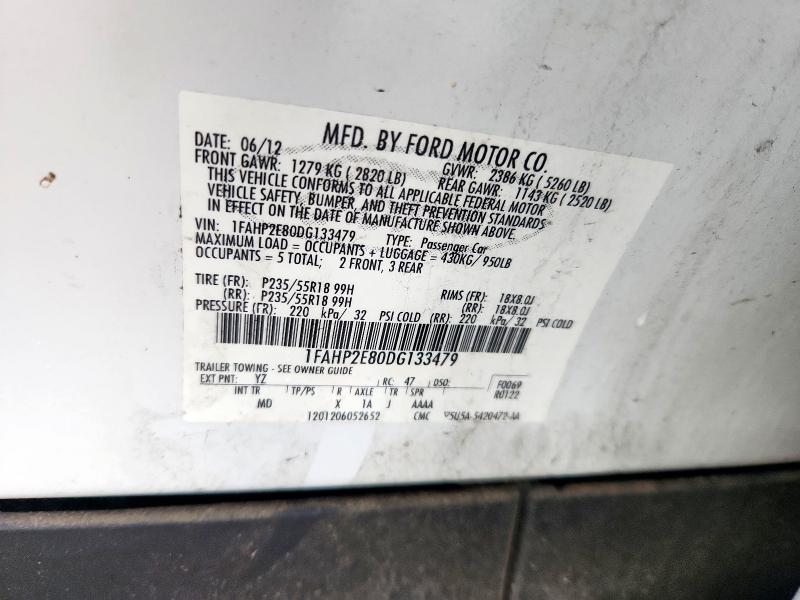 MFD. BY FORD MOTOR CO.
DATE: 06/12 GVWR: 2386 KG ( 5260 LB)
FRONT GAWR: 1279 KG ( 2820 LB) REAR GAWR: 1143 KG ( 2520 LB)
THIS VEHICLE CONFORMS TO ALL APPLICABLE FEDERAL MOTOR
VEHICLE SAFETY, BUMPER, AND THEFT PREVENTION STANDARDS
IN EFFECT ON THE DATE OF MANUFACTURE SHOWN ABOVE.
VIN: 1FAHP2E80DG133479 TYPE: Passenger Car
MAXIMUM LOAD = OCCUPANTS + LUGGAGE = 430KG/ 950LB
OCCUPANTS = 5 TOTAL; 2 FRONT, 3 REAR
TIRE (FR): P235/55R18 99H RIMS (FR): 18X8.0J
(RR): P235/55R18 99H (RR): 18X8.0J
PRESSURE (FR): 220 kPa/ 32 PSI COLD (RR): 220 kPa/ 32 PSI COLD
1FAHP2E80DG133479
TRAILER TOWING - SEE OWNER GUIDE
EXT PNT: YZ RC: 47 DSO: F0069
INT TR TP/PS R AXLE TR SPR R0122
MD X 1A J AAAA
1201206052652 CMC 5U5A-5420472-AA